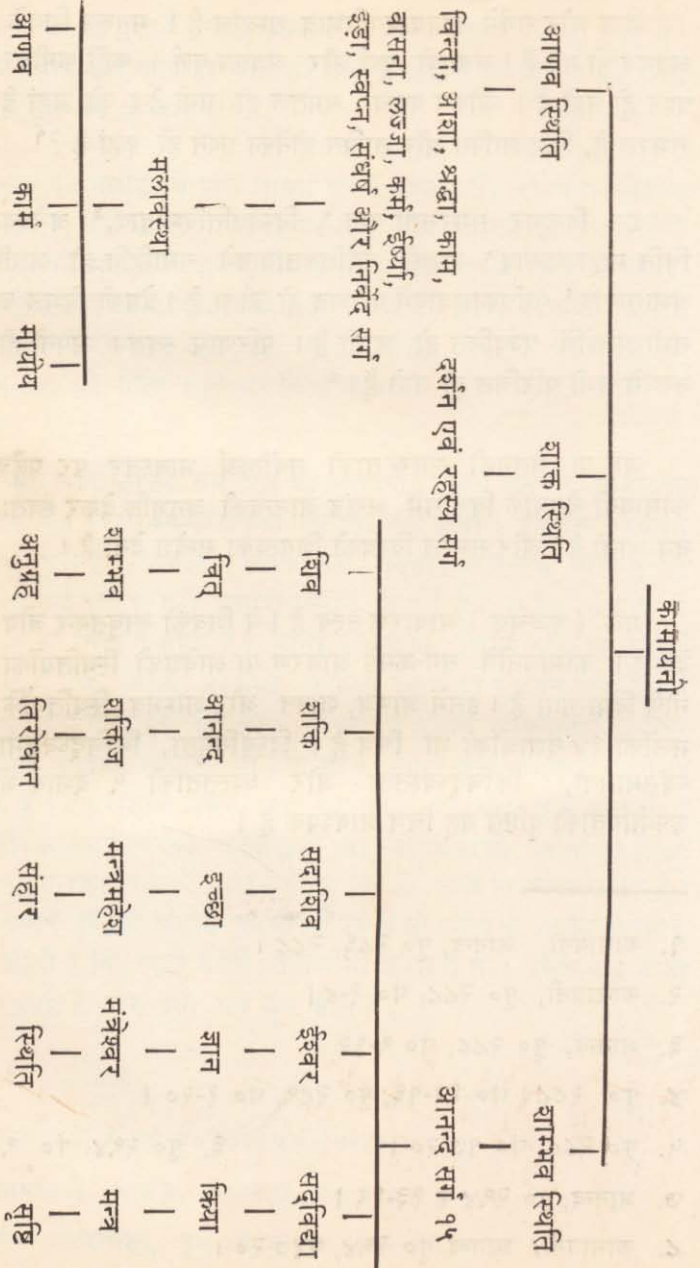 कामायनी
आणव स्थिति शाक्त स्थिति शाम्भव स्थिति
चिन्ता, आशा, श्रद्धा, काम, दर्शन एवं रहस्य सर्ग आनन्द सर्ग १५
वासना, लज्जा, कर्म, ईर्ष्या,
इड़ा, स्वप्न, संघर्ष और निर्वेद सर्ग
शिव शक्ति सदाशिव ईश्वर सद्विद्या
चिद् आनन्द इच्छा ज्ञान क्रिया
मलावस्था
शाम्भव शक्तिज मन्त्रमहेश मंत्रेश्वर मन्त्र
अनुग्रह तिरोधान संहार स्थिति सृष्टि
आणव कार्म मायीय